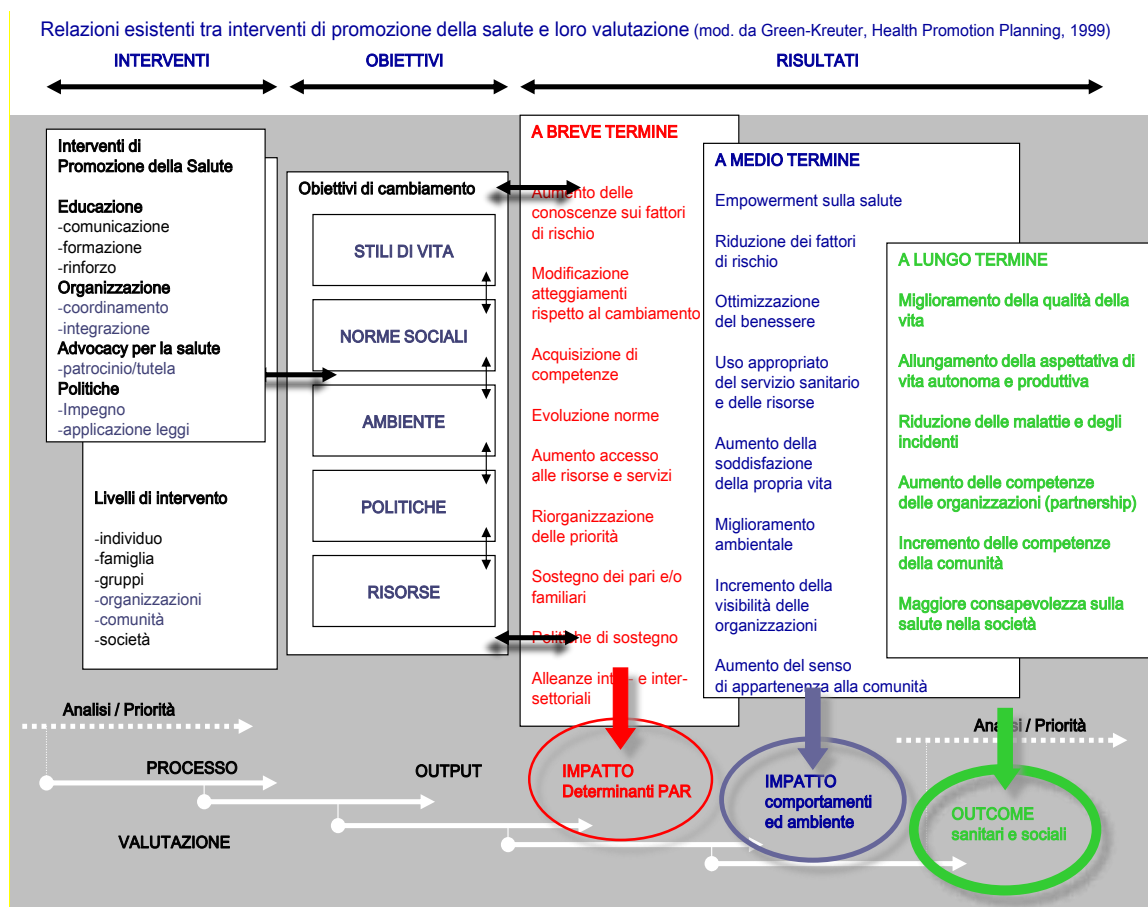 Relazioni esistenti tra interventi di promozione della salute e loro valutazione (mod. da Green-Kreuter, Health Promotion Planning, 1999)
INTERVENTI
OBIETTIVI
RISULTATI
Interventi di
Promozione della Salute
Educazione
-comunicazione
-formazione
-rinforzo
Organizzazione
-coordinamento
-integrazione
Advocacy per la salute
-patrocinio/tutela
Politiche
-Impegno
-applicazione leggi
Livelli di intervento
-individuo
-famiglia
-gruppi
-organizzazioni
-comunità
-società
Obiettivi di cambiamento
STILI DI VITA
NORME SOCIALI
AMBIENTE
POLITICHE
RISORSE
A BREVE TERMINE
Aumento delle
conoscenze sui fattori
di rischio
Modificazione
atteggiamenti
rispetto al cambiamento
Acquisizione di
competenze
Evoluzione norme
Aumento accesso
alle risorse e servizi
Riorganizzazione
delle priorità
Sostegno dei pari e/o
familiari
Politiche di sostegno
Alleanze intra- e inter-
settoriali
A MEDIO TERMINE
Empowerment sulla salute
Riduzione dei fattori
di rischio
Ottimizzazione
del benessere
Uso appropriato
del servizio sanitario
e delle risorse
Aumento della
soddisfazione
della propria vita
Miglioramento
ambientale
Incremento della
visibilità delle
organizzazioni
Aumento del senso
di appartenenza alla comunità
A LUNGO TERMINE
Miglioramento della qualità della
vita
Allungamento della aspettativa di
vita autonoma e produttiva
Riduzione delle malattie e degli
incidenti
Aumento delle competenze
delle organizzazioni (partnership)
Incremento delle competenze
della comunità
Maggiore consapevolezza sulla
salute nella società
Analisi / Priorità
PROCESSO
OUTPUT
VALUTAZIONE
IMPATTO
Determinanti PAR
IMPATTO
comportamenti
ed ambiente
Analisi / Priorità
OUTCOME
sanitari e sociali